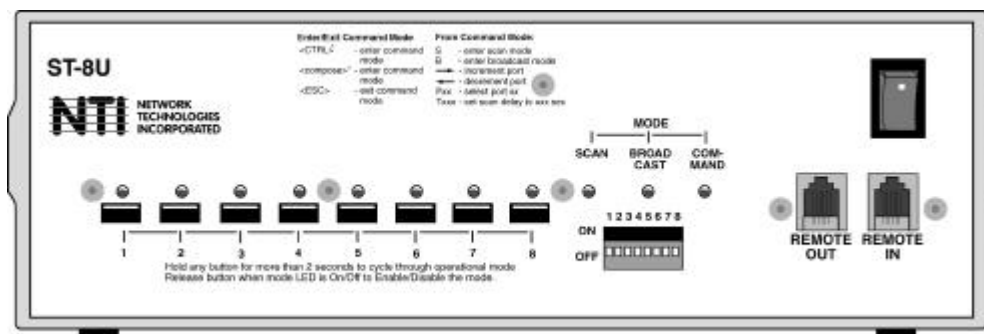 ST-8U
NTI
NETWORK
TECHNOLOGIES
INCORPORATED
Enter/Exit Command Mode
<CTRL> - enter command
mode
<compose> - enter command
mode
<ESC> - exit command
mode
From Command Mode:
S - enter scan mode
B - enter broadcast mode
→ - increment port
← - decrement port
Pxx - select port xx
Txxx - set scan delay to xxx sec
MODE
SCAN
BROAD
CAST
COM-
MAND
1 2 3 4 5 6 7 8
ON
OFF
1 2 3 4 5 6 7 8
Hold any button for more than 2 seconds to cycle through operational mode
Release button when mode LED is On/Off to Enable/Disable the mode.
REMOTE
OUT
REMOTE
IN